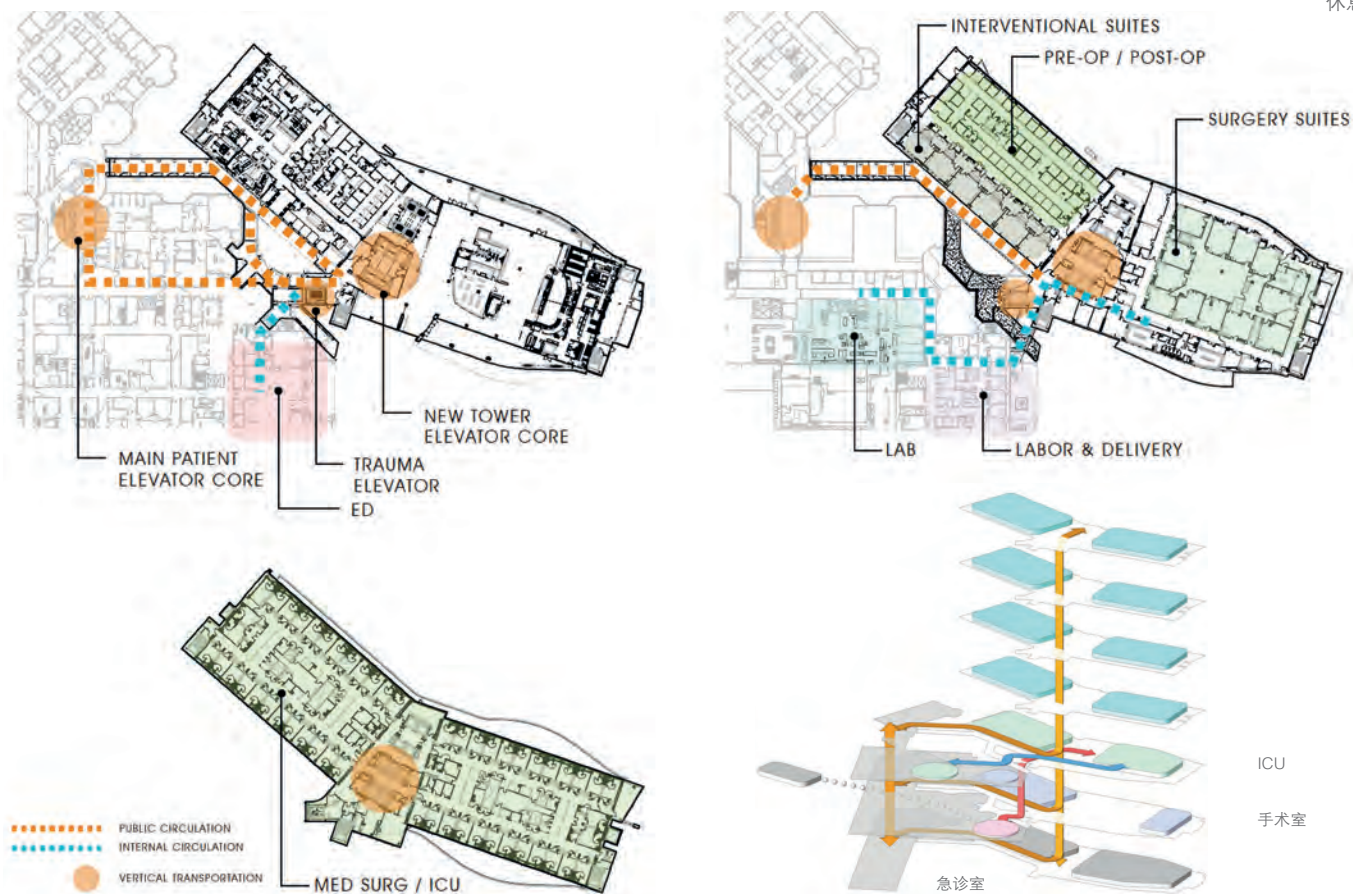 休息
INTERVENTIONAL SUITES
PRE-OP / POST-OP
SURGERY SUITES
NEW TOWER
ELEVATOR CORE
MAIN PATIENT
ELEVATOR CORE
TRAUMA
ELEVATOR
ED
LAB
LABOR & DELIVERY
ICU
手术室
急诊室
PUBLIC CIRCULATION
INTERNAL CIRCULATION
VERTICAL TRANSPORTATION
MED SURG / ICU